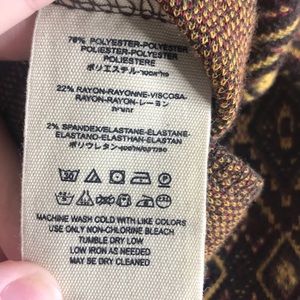 76% POLYESTER-POLYESTER
POLIESTER-POLYESTER
POLIESTERE
ポリエステル
22% RAYON-RAYONNE-VISCOSA
RAYON-RAYON-レーヨン
2% SPANDEX/ELASTANE-ÉLASTANE
ELASTANO-ELASTHAN-ELASTAN
ポリウレタン
MACHINE WASH COLD WITH LIKE COLORS
USE ONLY NON-CHLORINE BLEACH
TUMBLE DRY LOW
LOW IRON AS NEEDED
MAY BE DRY CLEANED